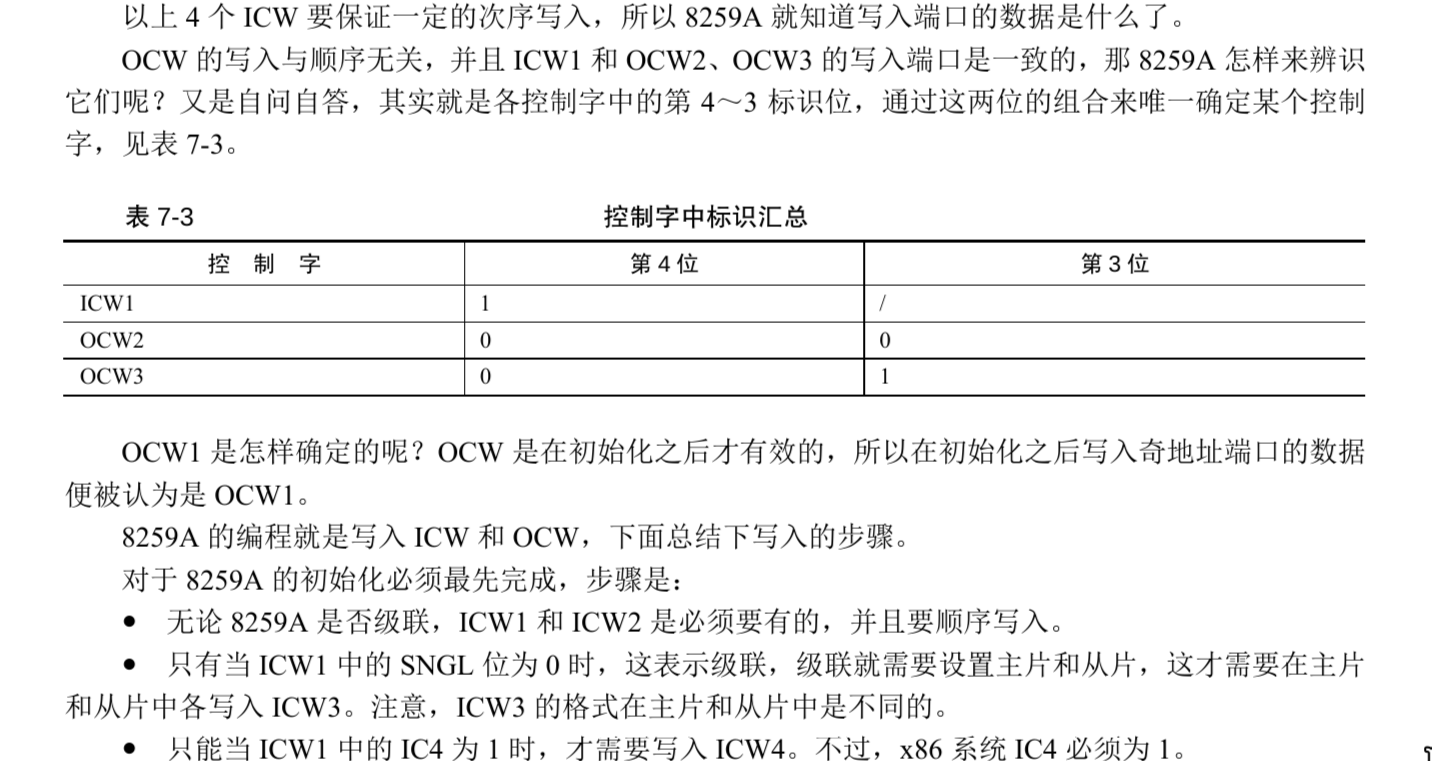 以上 4 个 ICW 要保证一定的次序写入，所以 8259A 就知道写入端口的数据是什么了。
OCW 的写入与顺序无关，并且 ICW1 和 OCW2、OCW3 的写入端口是一致的，那 8259A 怎样来辨识
它们呢？又是自问自答，其实就是各控制字中的第 4～3 标识位，通过这两位的组合来唯一确定某个控制
字，见表 7-3。
表 7-3 控制字中标识汇总
控 制 字 第 4 位 第 3 位
ICW1 1 /
OCW2 0 0
OCW3 0 1
OCW1 是怎样确定的呢？OCW 是在初始化之后才有效的，所以在初始化之后写入奇地址端口的数据
便被认为是 OCW1。
8259A 的编程就是写入 ICW 和 OCW，下面总结下写入的步骤。
对于 8259A 的初始化必须最先完成，步骤是：
● 无论 8259A 是否级联，ICW1 和 ICW2 是必须要有的，并且要顺序写入。
● 只有当 ICW1 中的 SNGL 位为 0 时，这表示级联，级联就需要设置主片和从片，这才需要在主片
和从片中各写入 ICW3。注意，ICW3 的格式在主片和从片中是不同的。
● 只能当 ICW1 中的 IC4 为 1 时，才需要写入 ICW4。不过，x86 系统 IC4 必须为 1。